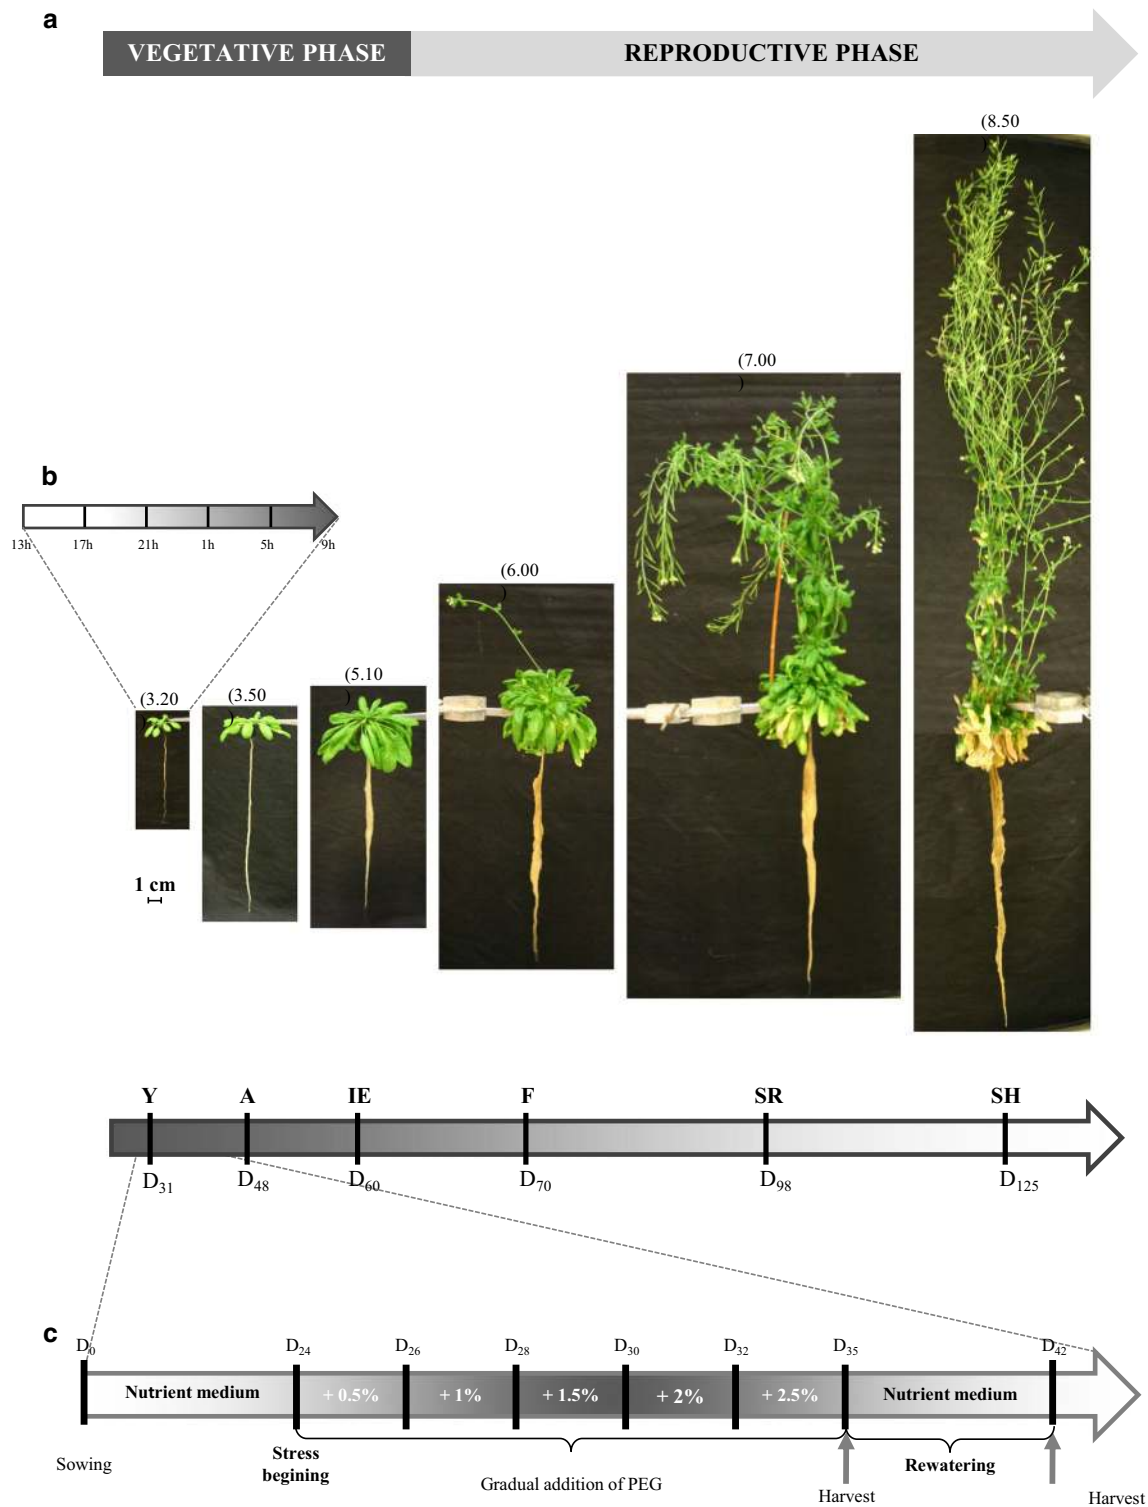 a
VEGETATIVE PHASE
REPRODUCTIVE PHASE
(8.50
)
(7.00
)
b
13h 17h 21h 1h 5h 9h
(6.00
)
(5.10
)
(3.50
)
(3.20
)
1 cm
Y A IE F SR SH
D31 D48 D60 D70 D98 D125
c
D0 D24 D26 D28 D30 D32 D35 D42
Nutrient medium + 0.5% + 1% + 1.5% + 2% + 2.5% Nutrient medium
Sowing
Stress
begining
Gradual addition of PEG
Rewatering
Harvest
Harvest